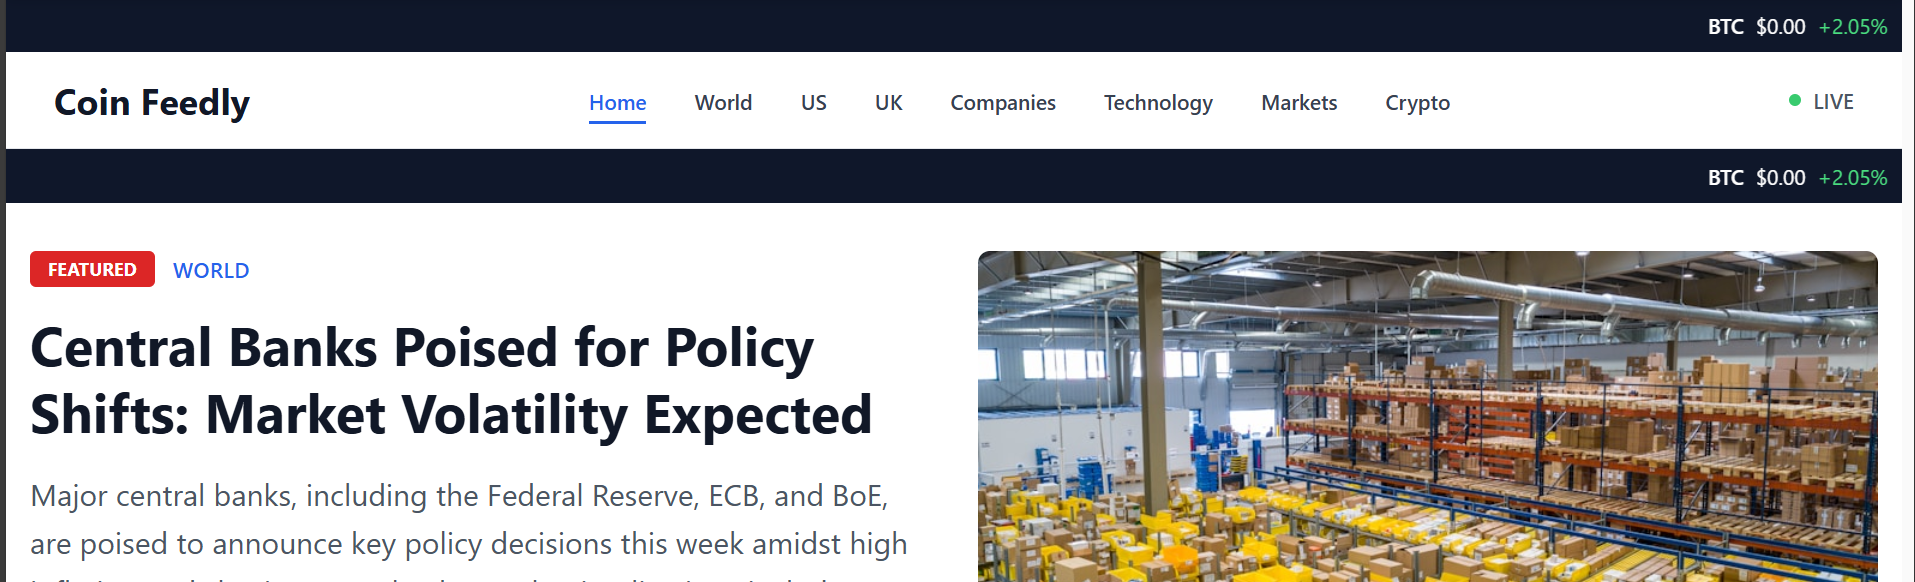 BTC $0.00 +2.05%
Coin Feedly Home World US UK Companies Technology Markets Crypto LIVE
BTC $0.00 +2.05%
FEATURED WORLD
Central Banks Poised for Policy
Shifts: Market Volatility Expected
Major central banks, including the Federal Reserve, ECB, and BoE,
are poised to announce key policy decisions this week amidst high